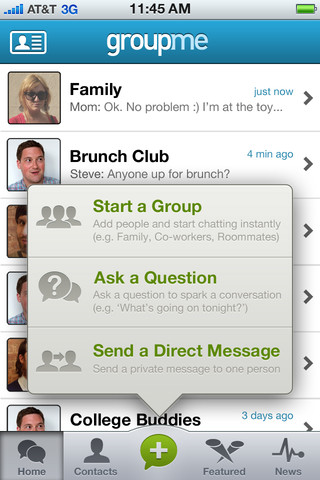 AT&T 3G 11:45 AM
groupme
Family
just now
Mom: Ok. No problem :) I'm at the toy...
Brunch Club
4 min ago
Steve: Anyone up for brunch?
Start a Group
Add people and start chatting instantly
(e.g. Family, Co-workers, Roommates)
Ask a Question
Ask a question to spark a conversation
(e.g. 'What's going on tonight?')
Send a Direct Message
Send a private message to one person
College Buddies
3 days ago
Home Contacts Featured News